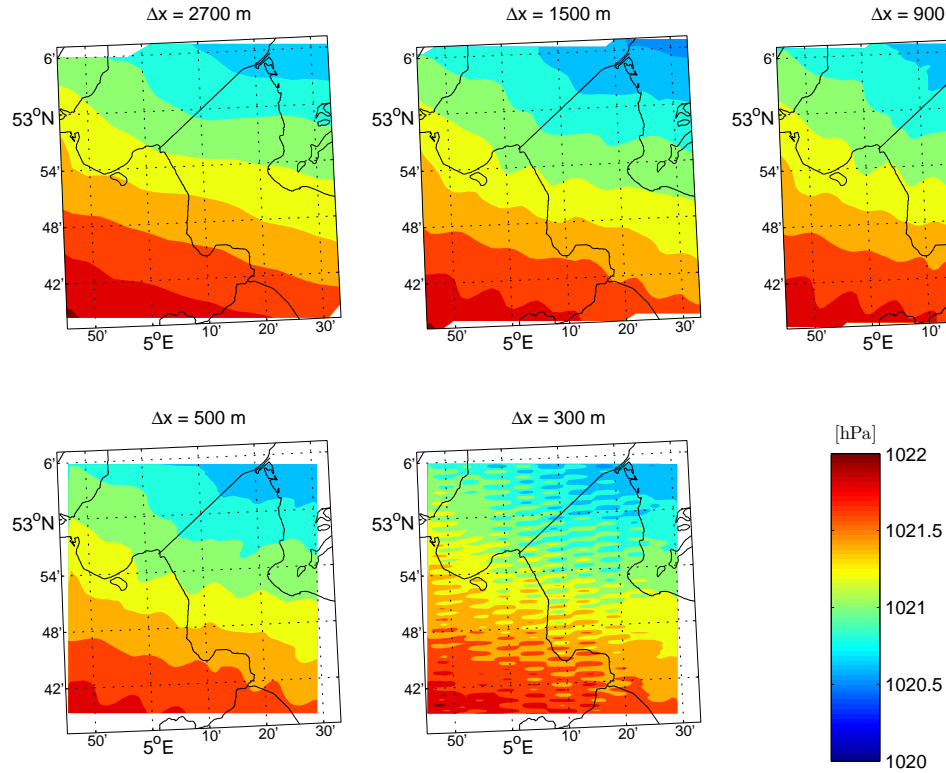 Δx = 2700 m
6'
53°N
54'
48'
42'
50'
5°E
10'
20'
30'
Δx = 1500 m
6'
53°N
54'
48'
42'
50'
5°E
10'
20'
30'
Δx = 900
6'
53°N
54'
48'
42'
50'
5°E
Δx = 500 m
6'
53°N
54'
48'
42'
50'
5°E
10'
20'
30'
Δx = 300 m
6'
53°N
54'
48'
42'
50'
5°E
10'
20'
30'
[hPa]
1022
1021.5
1021
1020.5
1020